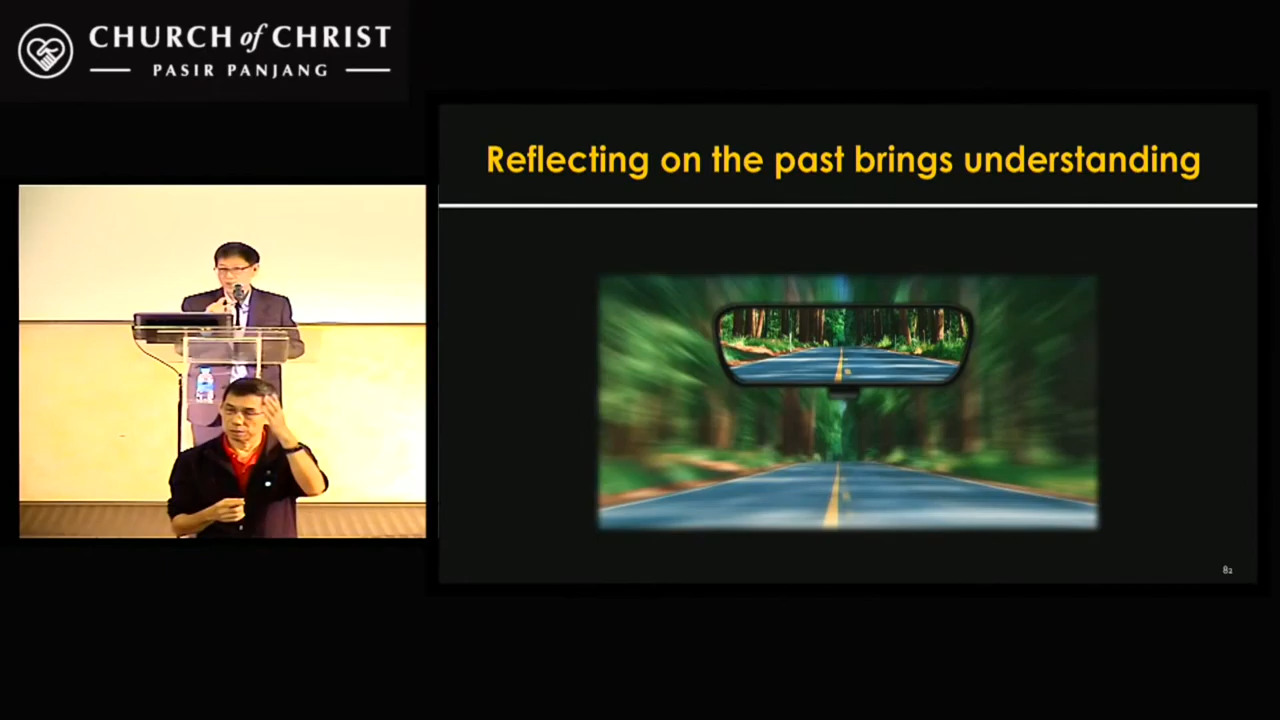 CHURCH of CHRIST
PASIR PANJANG
Reflecting on the past brings understanding
82